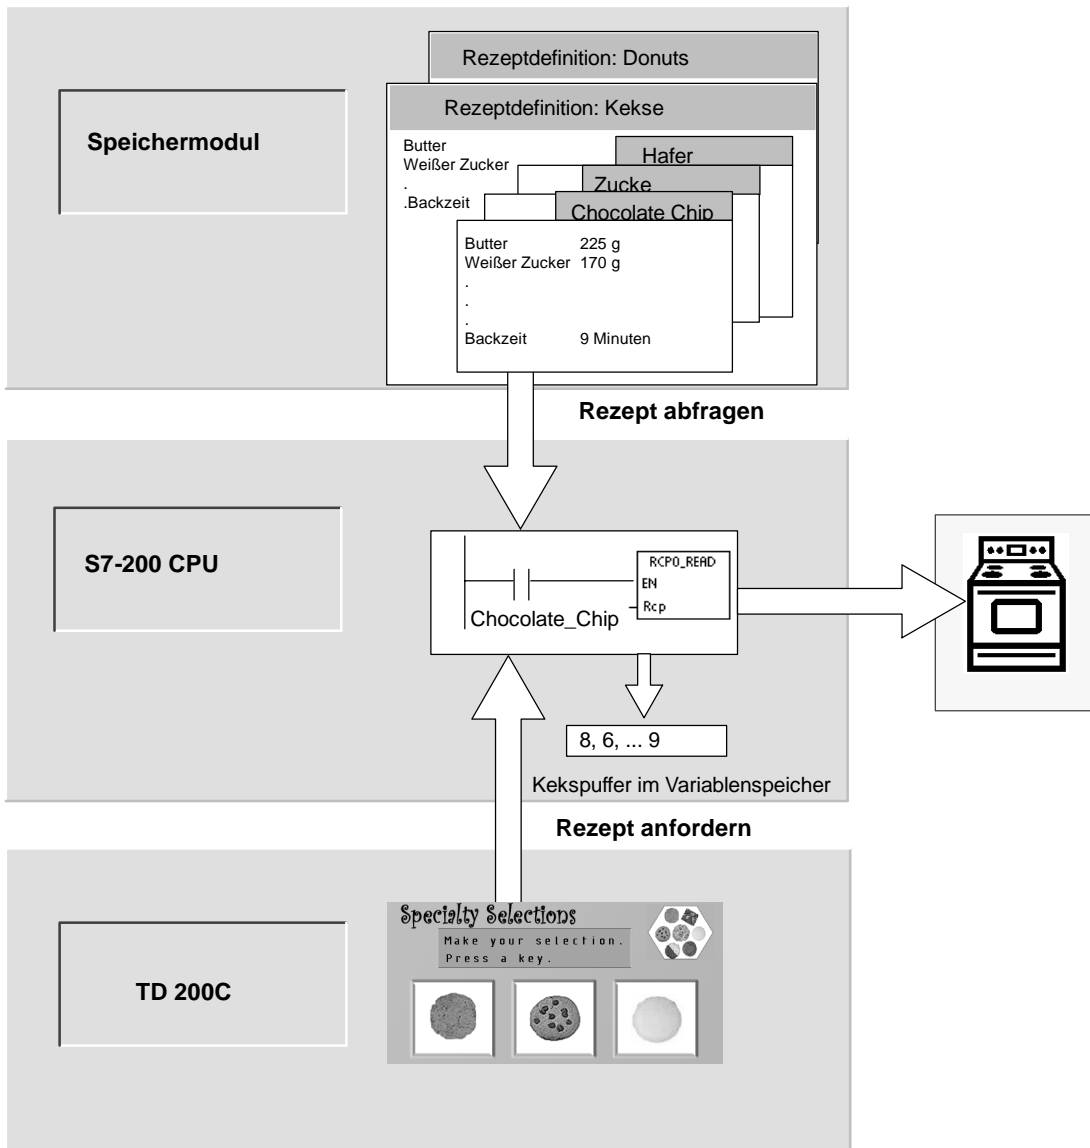 Rezeptdefinition: Donuts
Rezeptdefinition: Kekse
Speichermodul
Butter
Weißer Zucker
.
.Backzeit
Hafer
Zucke
Chocolate Chip
Butter 225 g
Weißer Zucker 170 g
.
.
.
Backzeit 9 Minuten
Rezept abfragen
S7-200 CPU
RCP0_READ
EN
Rcp
Chocolate_Chip
8, 6, ... 9
Kekspuffer im Variablenspeicher
Rezept anfordern
Specialty Selections
Make your selection.
Press a key.
TD 200C